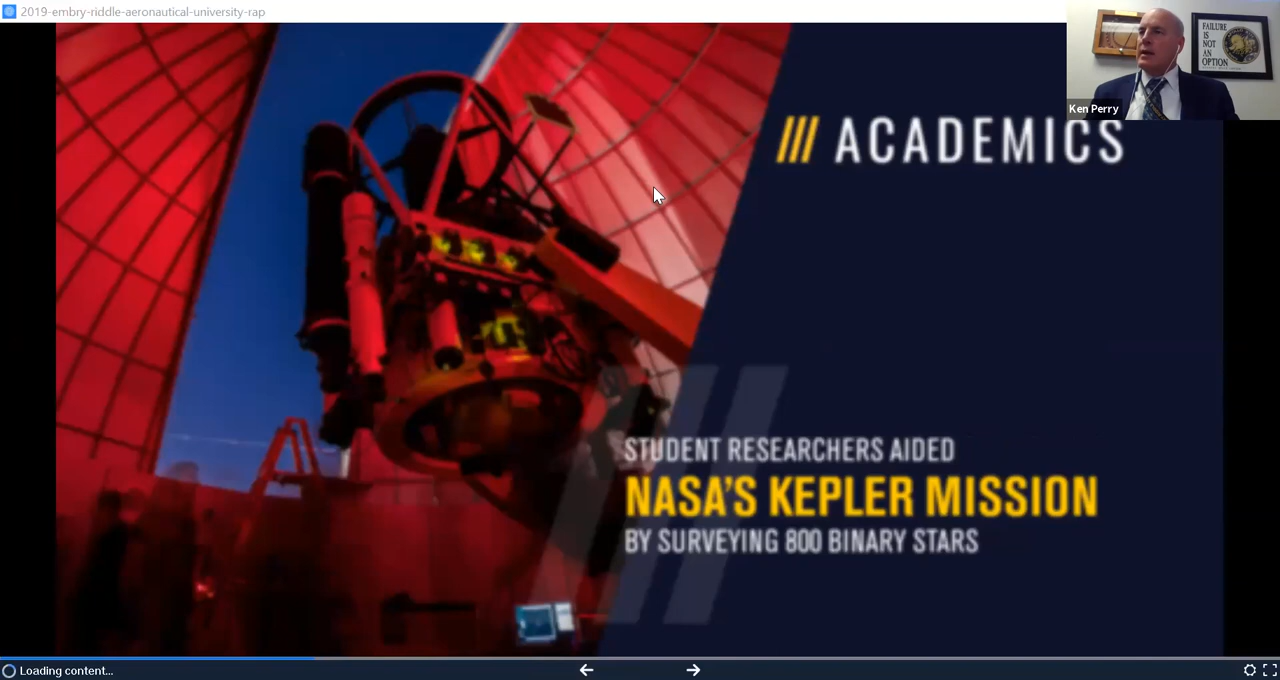 2019-embry-riddle-aeronautical-university-rap
FAILURE
IS
NOT
AN
OPTION
Ken Perry
/// ACADEMICS
STUDENT RESEARCHERS AIDED
NASA'S KEPLER MISSION
BY SURVEYING 800 BINARY STARS
Loading content...